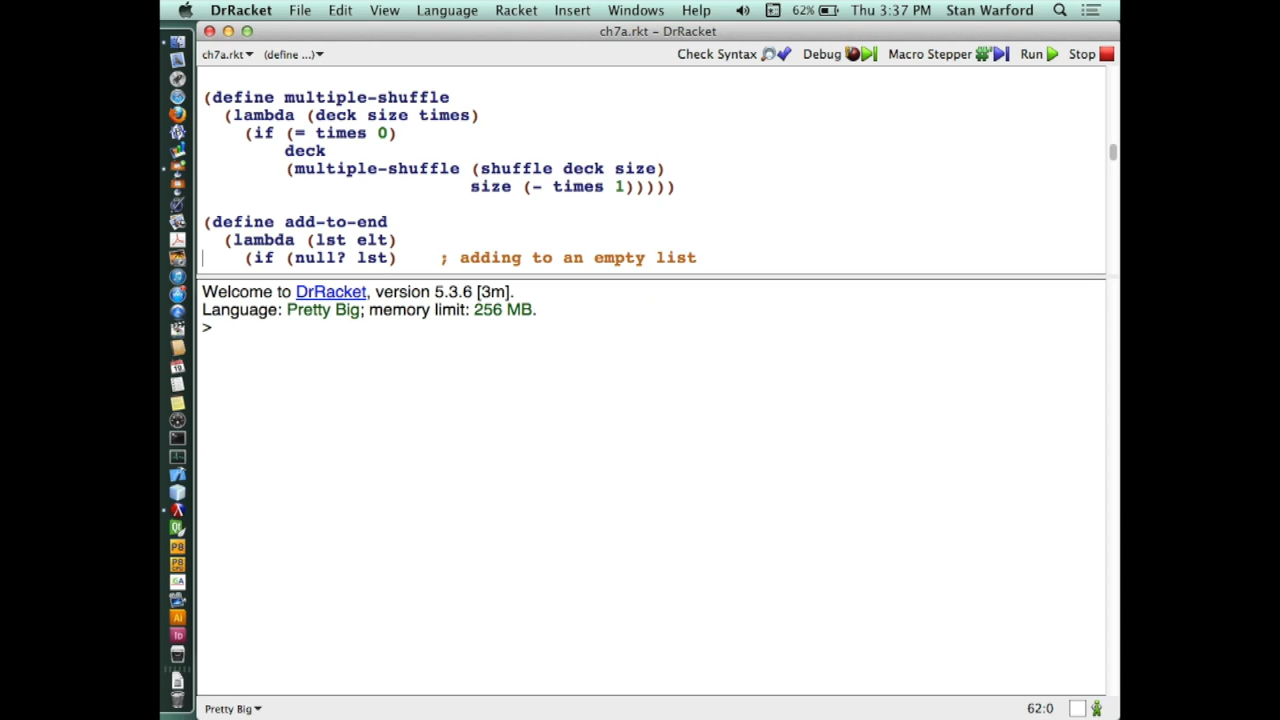 DrRacket File Edit View Language Racket Insert Windows Help 62% Thu 3:37 PM Stan Warford
ch7a.rkt – DrRacket
ch7a.rkt (define ...) Check Syntax Debug Macro Stepper Run Stop
(define multiple-shuffle
(lambda (deck size times)
(if (= times 0)
deck
(multiple-shuffle (shuffle deck size)
size (- times 1)))))
(define add-to-end
(lambda (lst elt)
(if (null? lst) ; adding to an empty list
Welcome to DrRacket, version 5.3.6 [3m].
Language: Pretty Big; memory limit: 256 MB.
>
Pretty Big 62:0